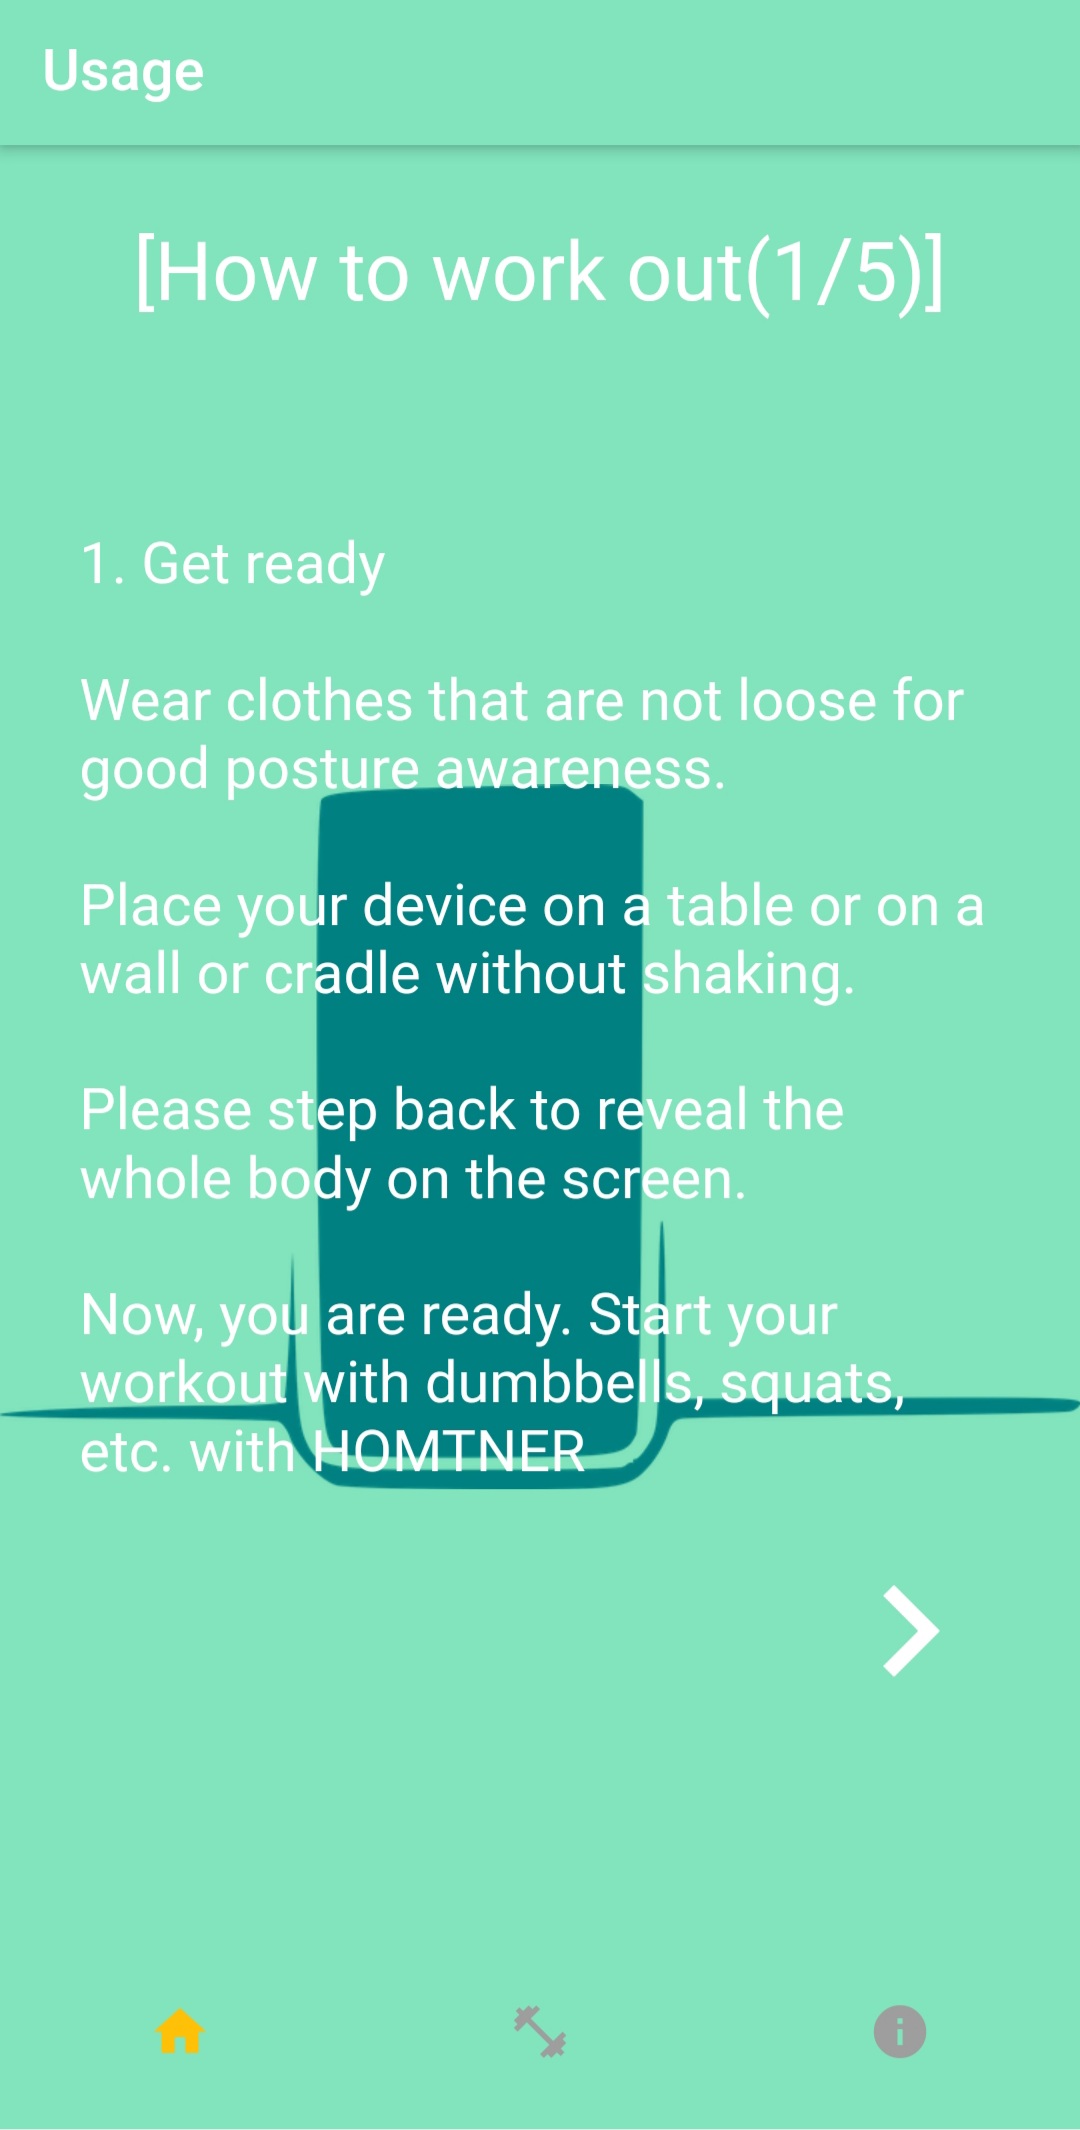 Usage
[How to work out(1/5)]
1. Get ready
Wear clothes that are not loose for
good posture awareness.
Place your device on a table or on a
wall or cradle without shaking.
Please step back to reveal the
whole body on the screen.
Now, you are ready. Start your
workout with dumbbells, squats,
etc. with HOMTNER